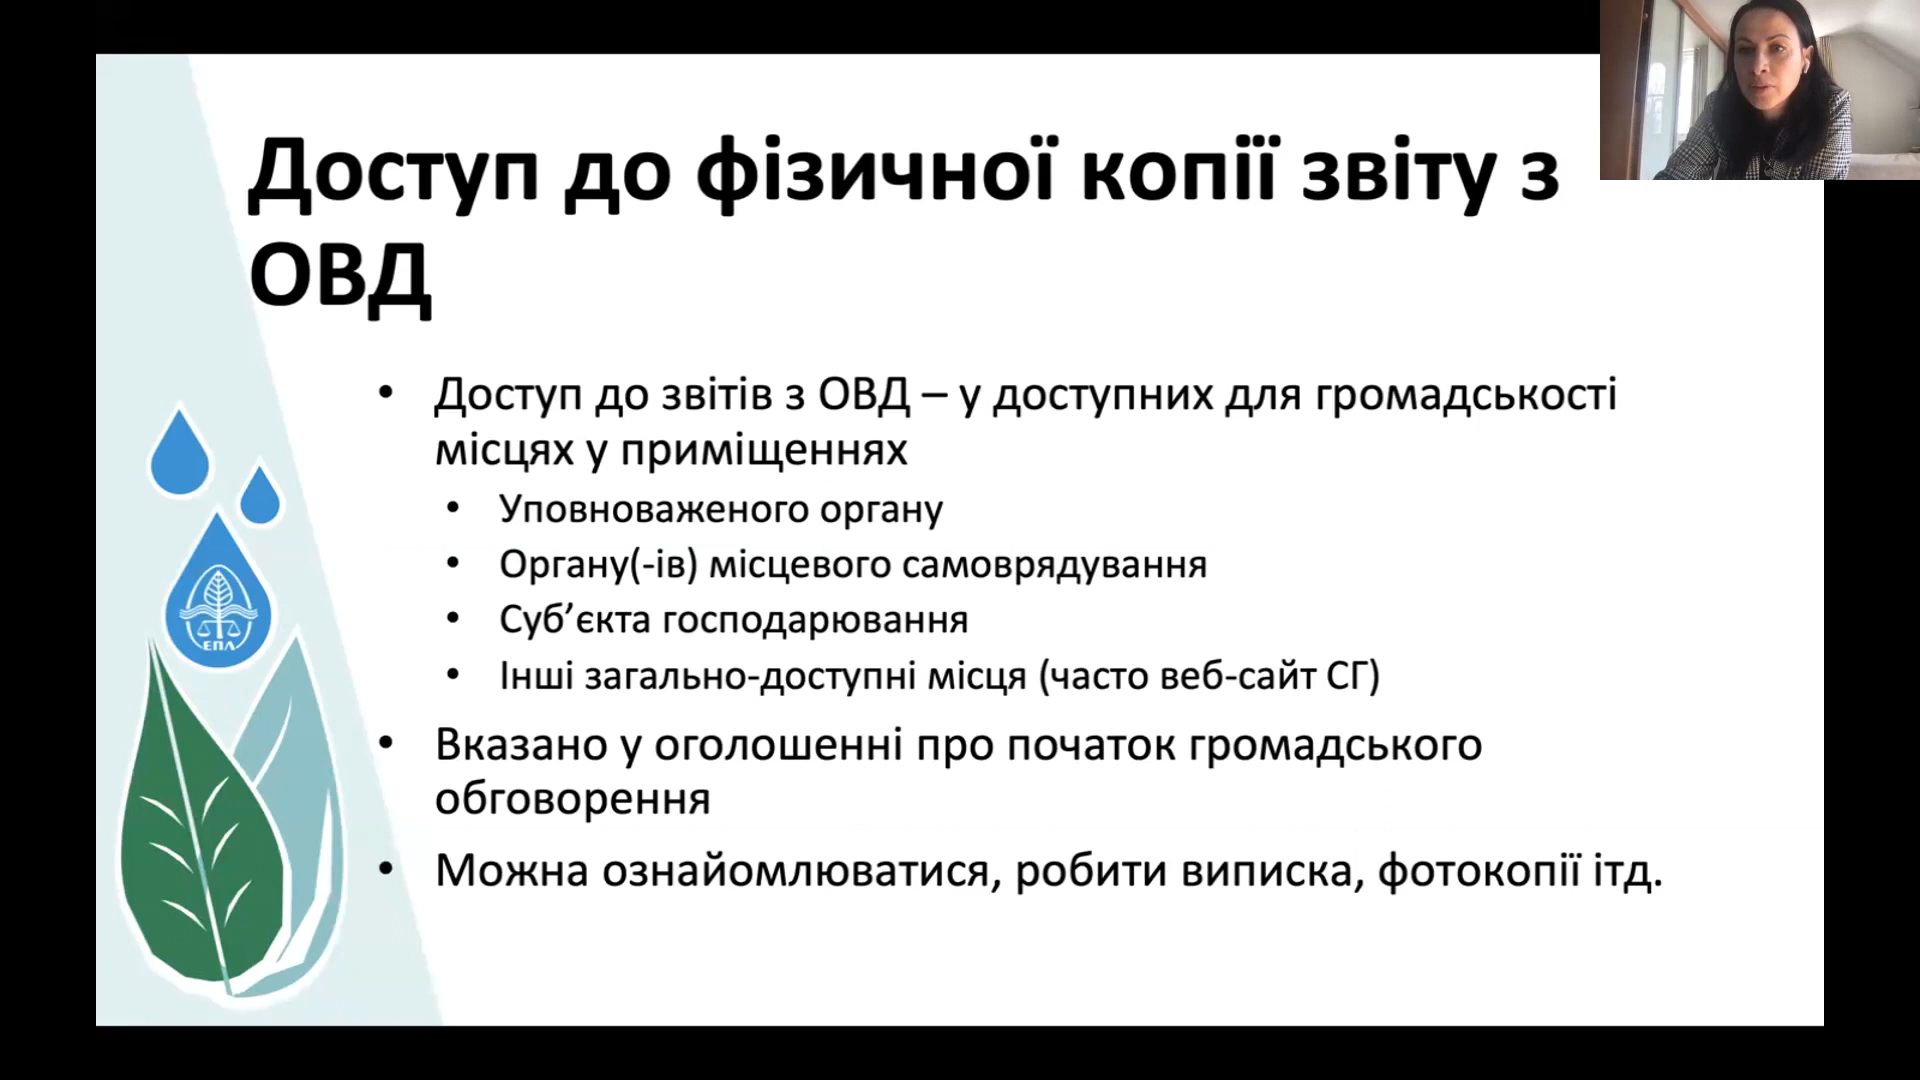 Доступ до фізичної копії звіту з
ОВД
• Доступ до звітів з ОВД – у доступних для громадськості
місцях у приміщеннях
• Уповноваженого органу
• Органу(-ів) місцевого самоврядування
• Суб’єкта господарювання
• Інші загально-доступні місця (часто веб-сайт СГ)
• Вказано у оголошенні про початок громадського
обговорення
• Можна ознайомлюватися, робити виписка, фотокопії ітд.
ЕПЛ